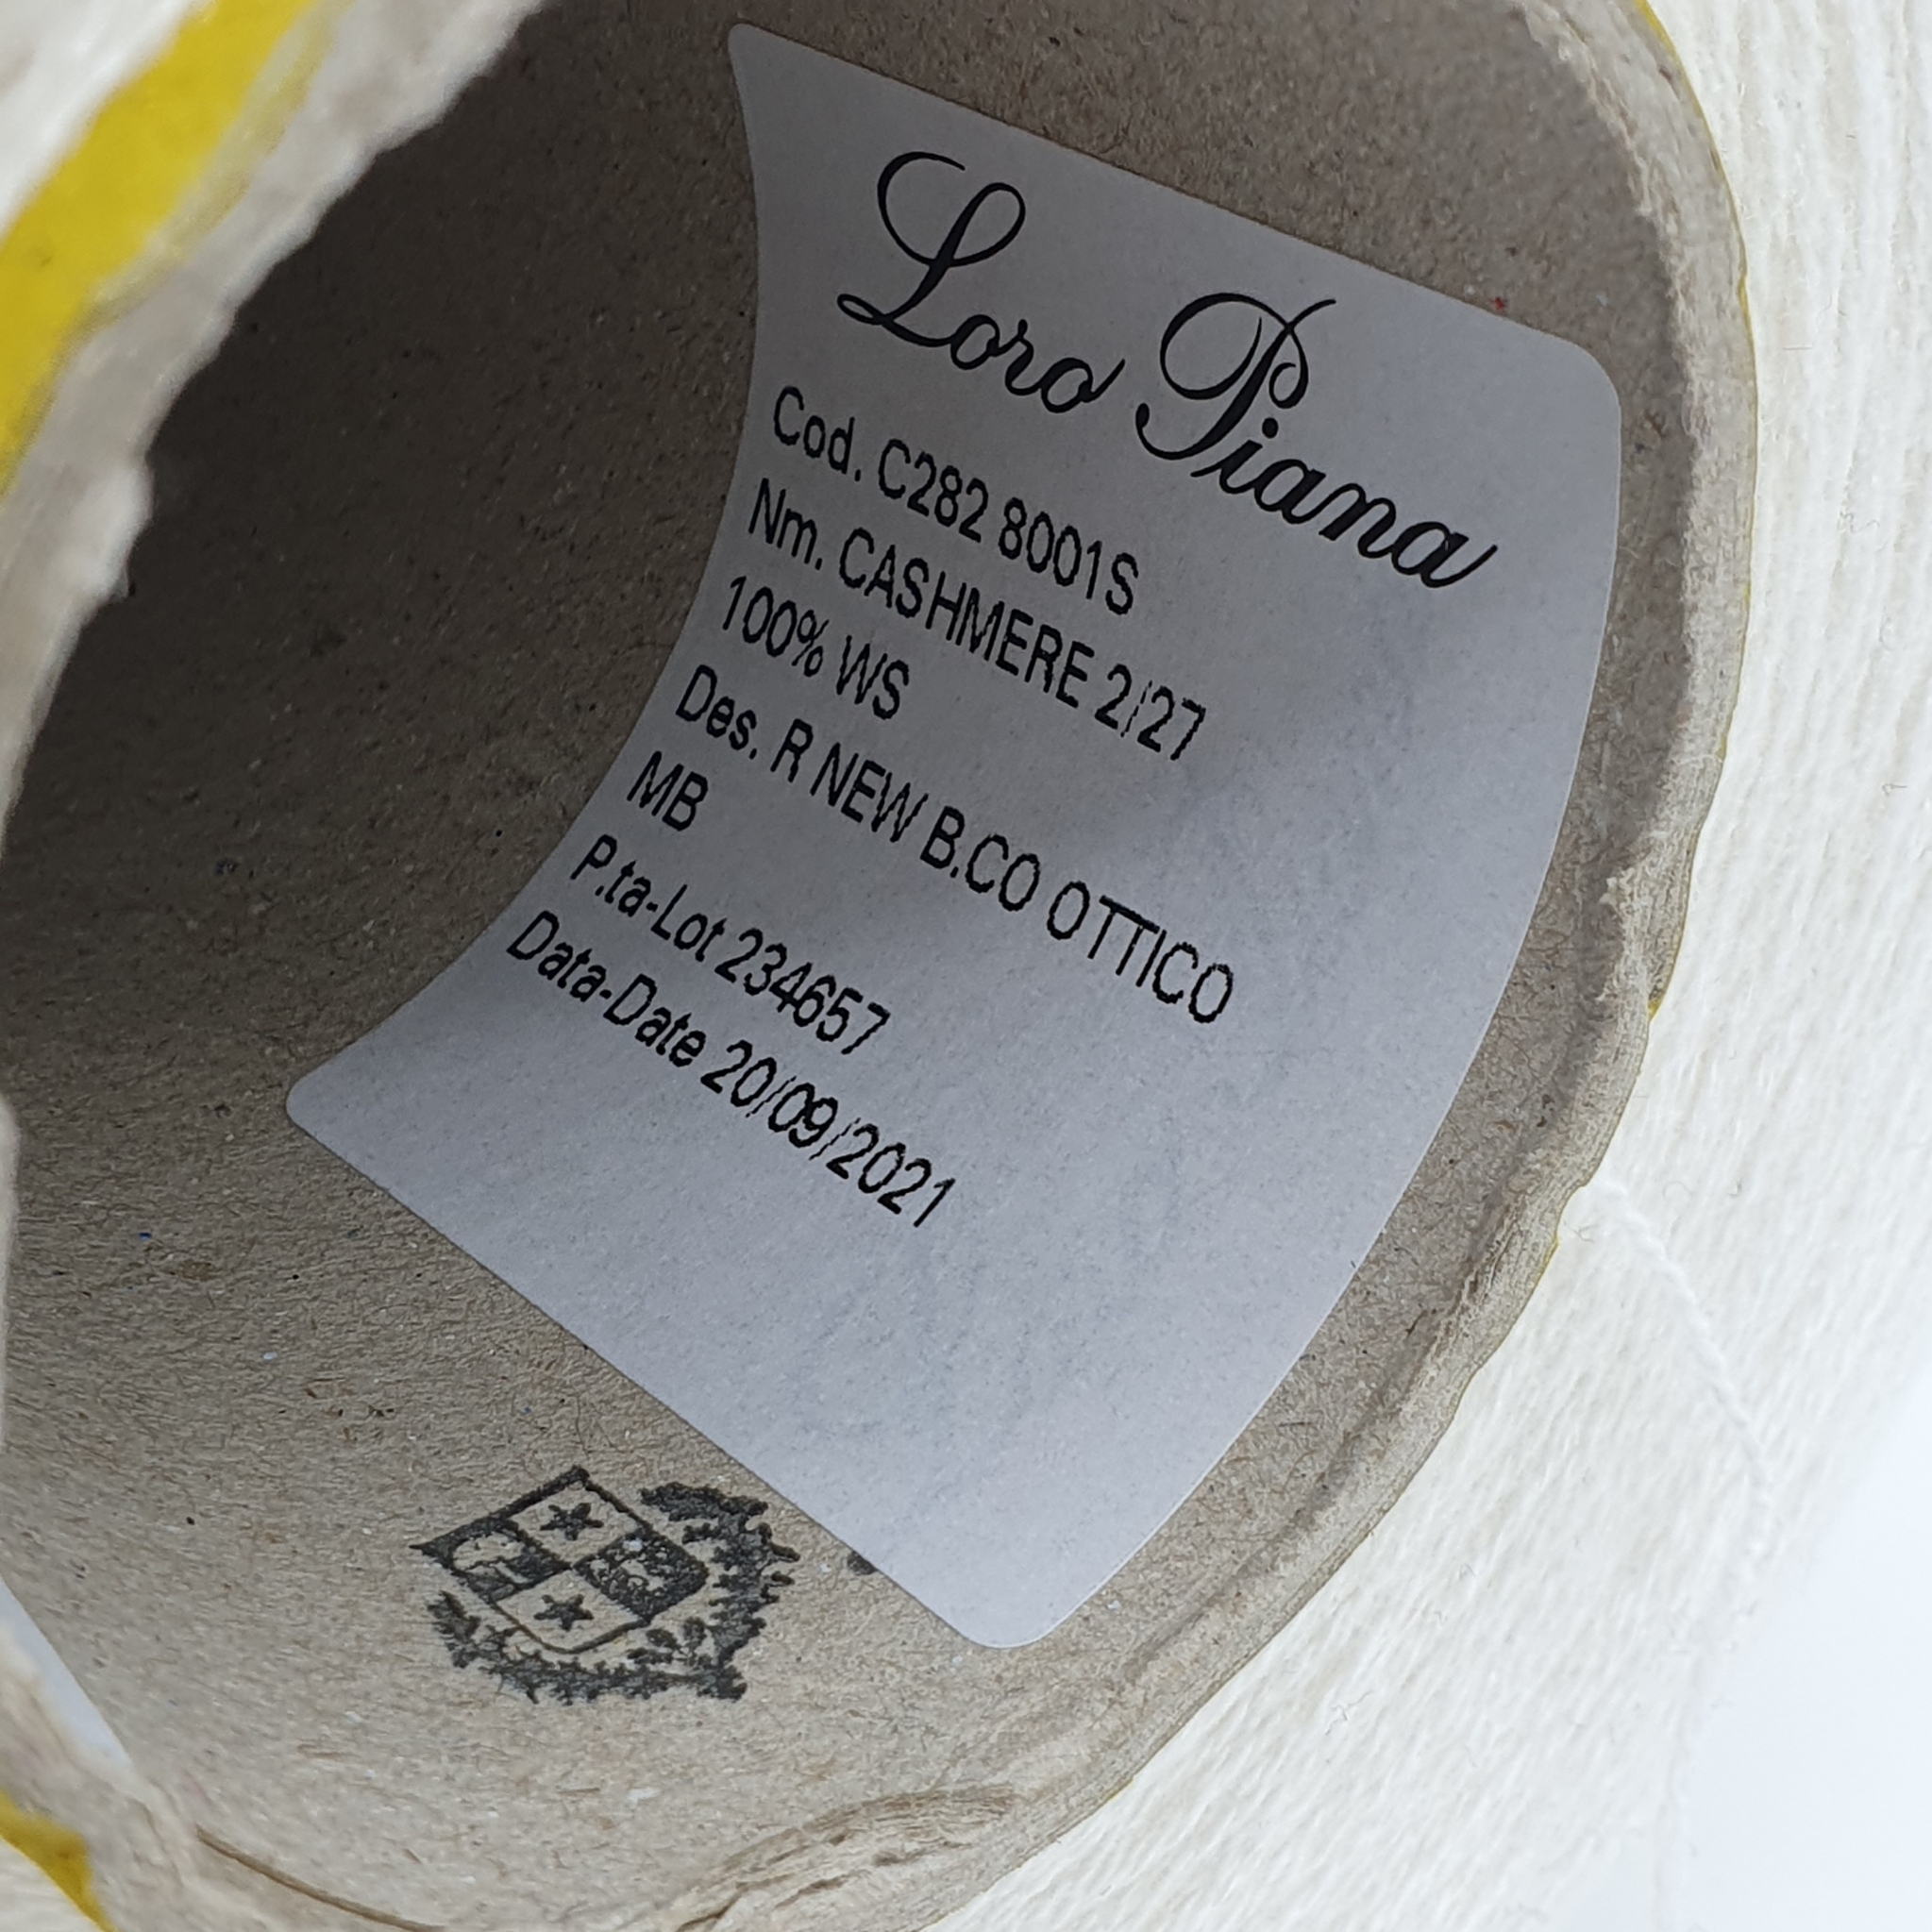 Loro Piana
Cod. C282 8001S
Nm. CASHMERE 2/27
100% WS
Des. R NEW B.CO OTTICO
MB
P.ta-Lot 234657
Data-Date 20/09/2021